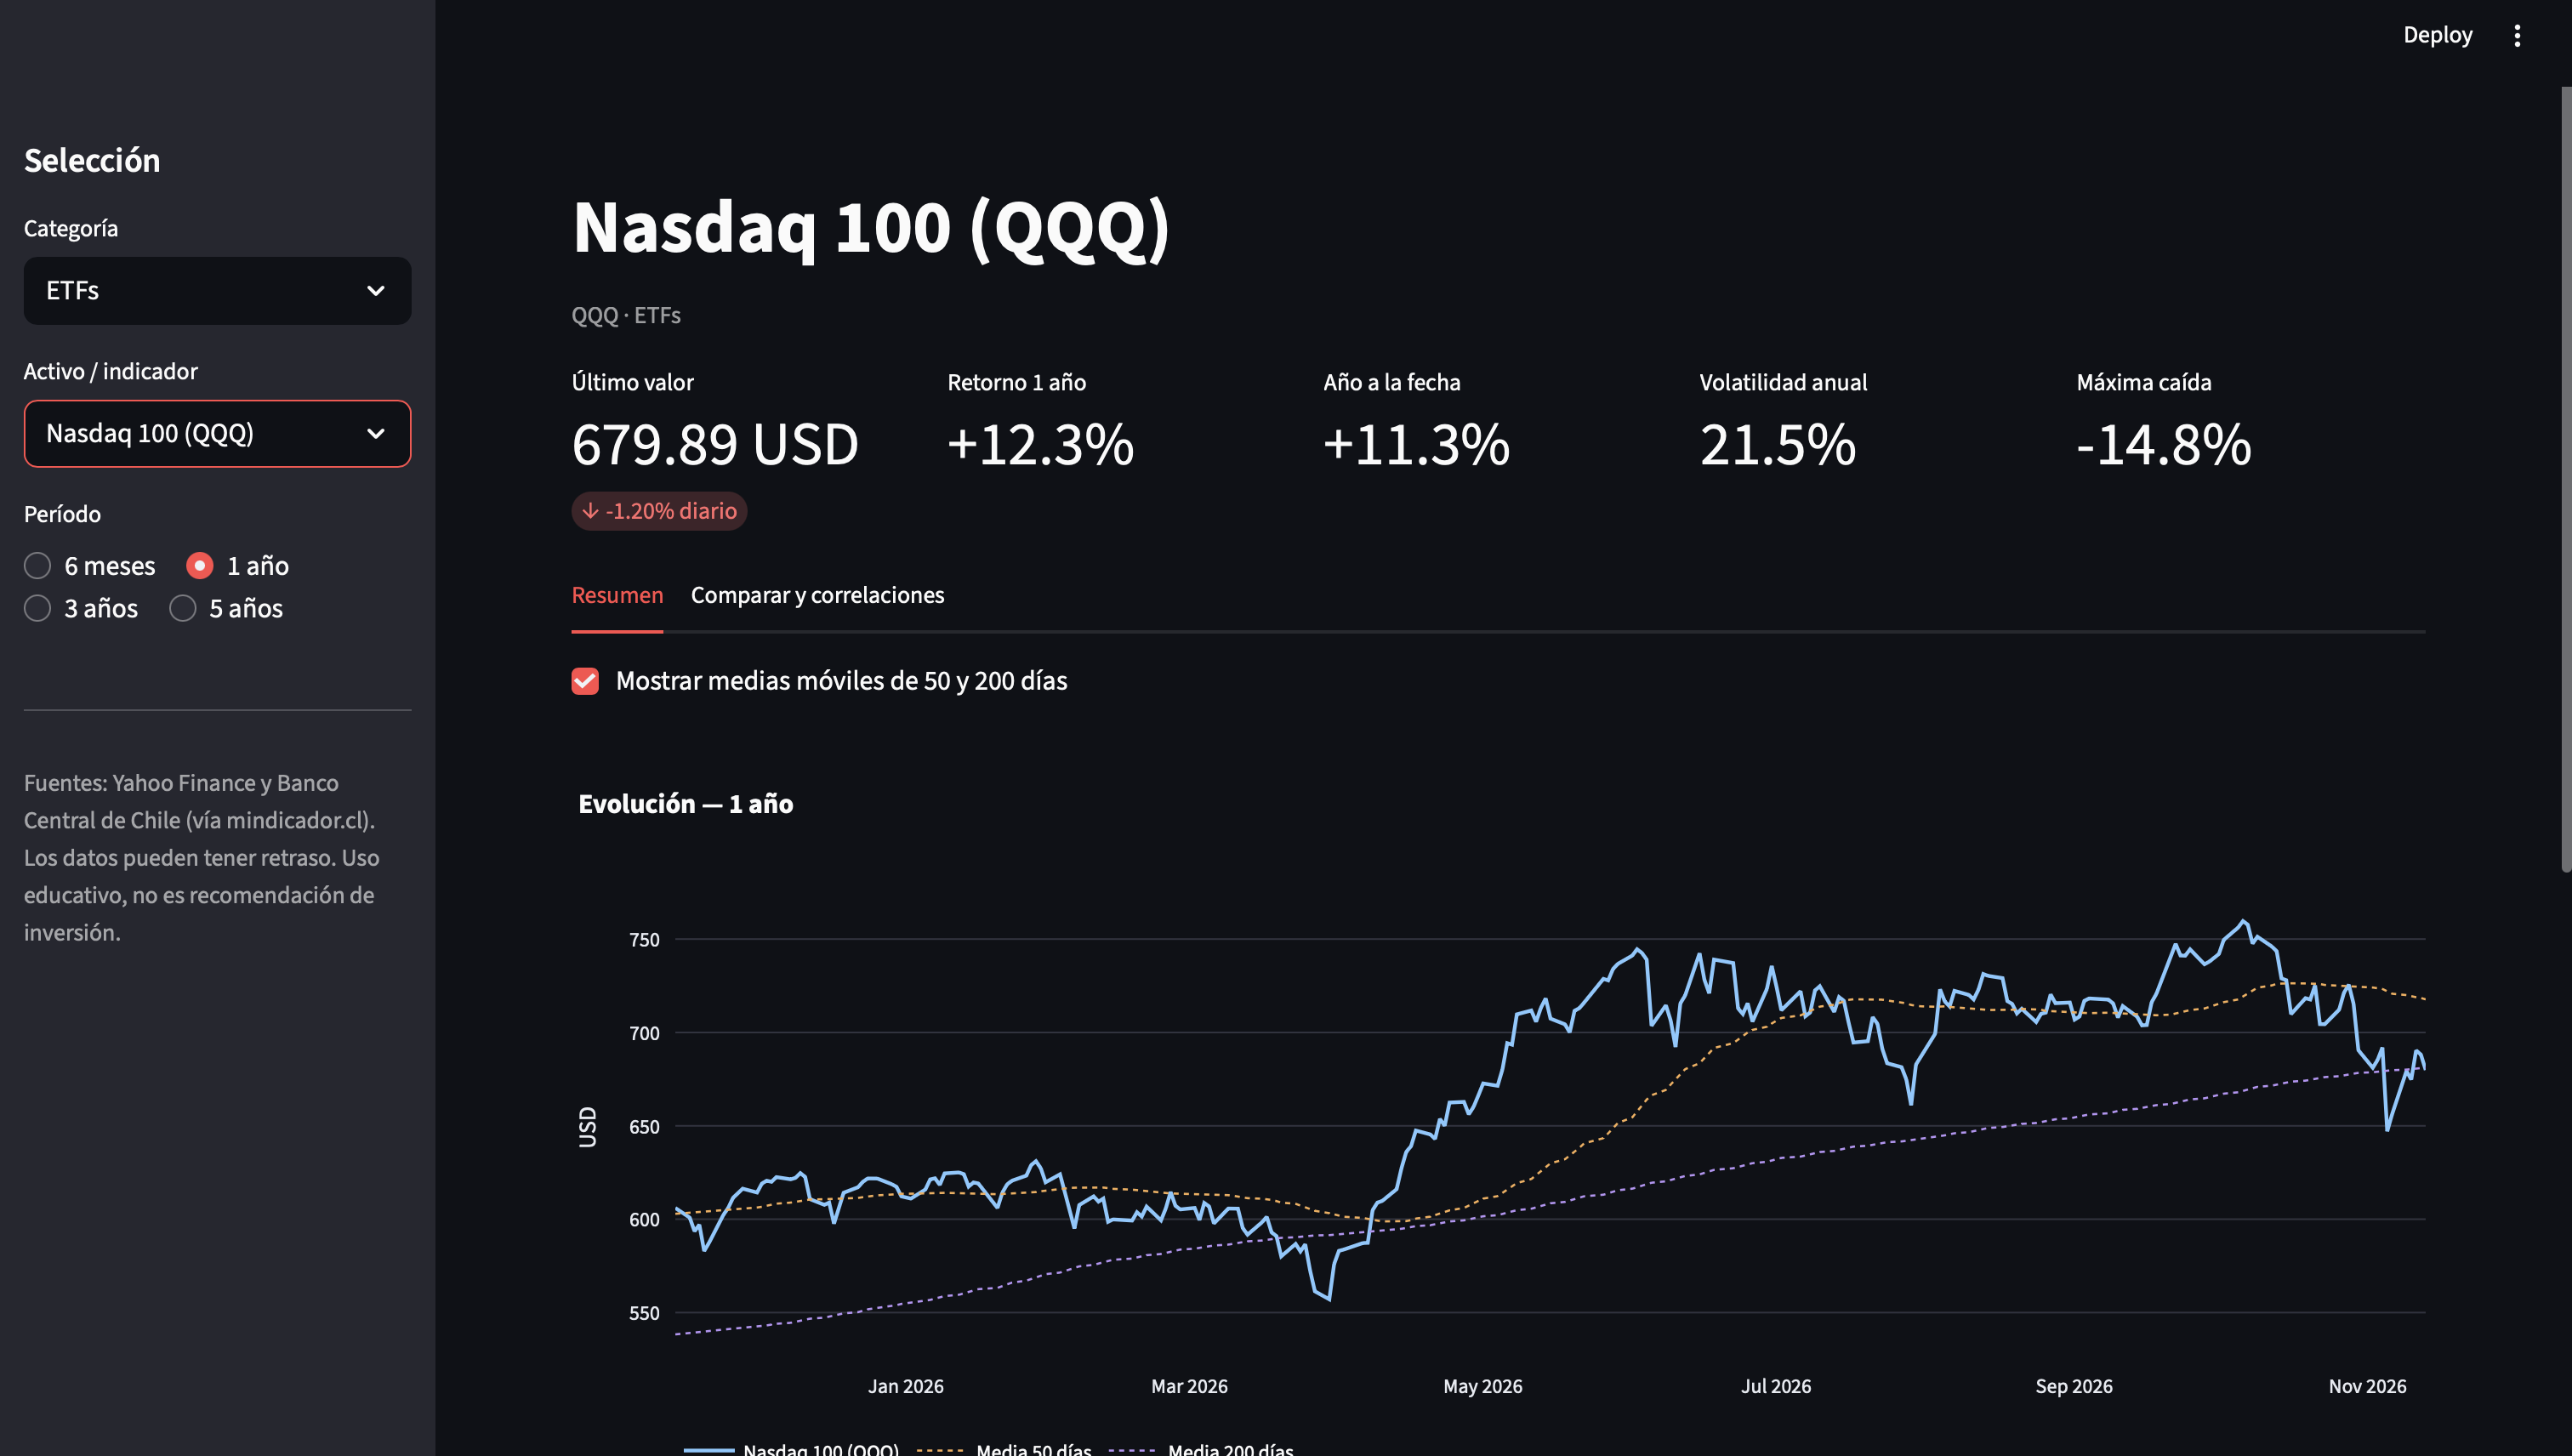 Deploy
Selección
Categoría
ETFs
Activo / indicador
Nasdaq 100 (QQQ)
Período
6 meses
1 año
3 años
5 años
Fuentes: Yahoo Finance y Banco
Central de Chile (vía mindicador.cl).
Los datos pueden tener retraso. Uso
educativo, no es recomendación de
inversión.
Nasdaq 100 (QQQ)
QQQ · ETFs
Último valor
679.89 USD
↓ -1.20% diario
Retorno 1 año
+12.3%
Año a la fecha
+11.3%
Volatilidad anual
21.5%
Máxima caída
-14.8%
Resumen
Comparar y correlaciones
Mostrar medias móviles de 50 y 200 días
Evolución — 1 año
USD
750
700
650
600
550
Jan 2026
Mar 2026
May 2026
Jul 2026
Sep 2026
Nov 2026
Nasdaq 100 (QQQ)
Media 50 días
Media 200 días